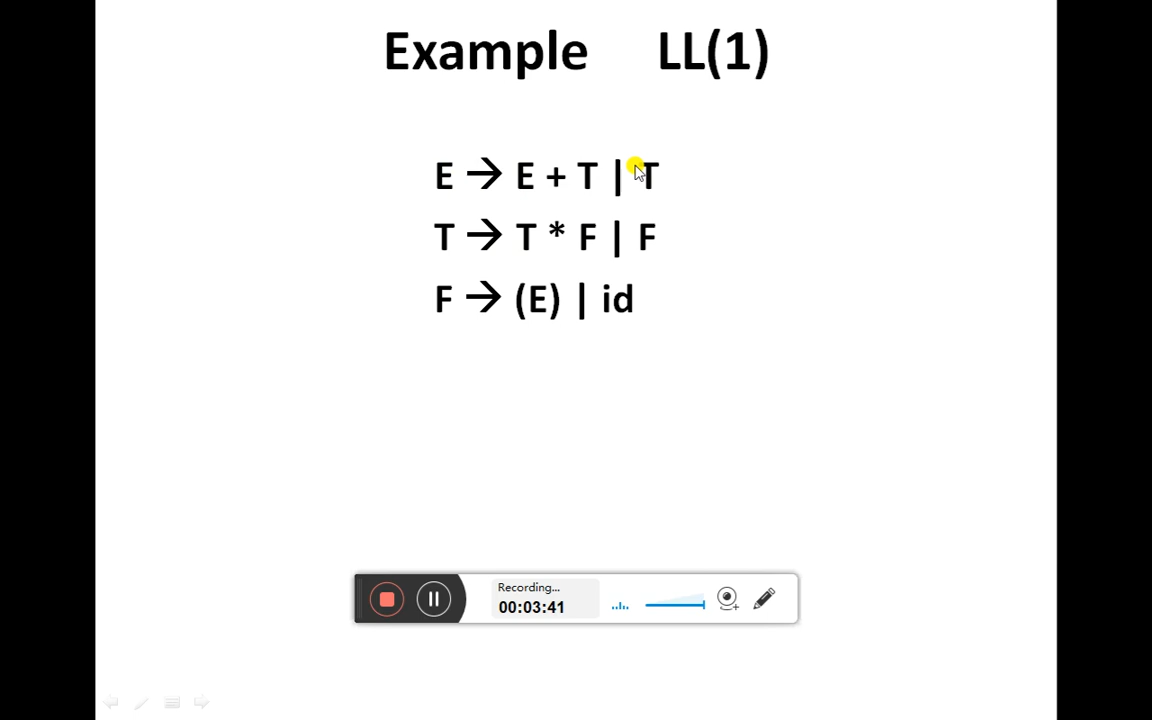 Example LL(1)
E → E + T | T
T → T * F | F
F → (E) | id
Recording...
00:03:41